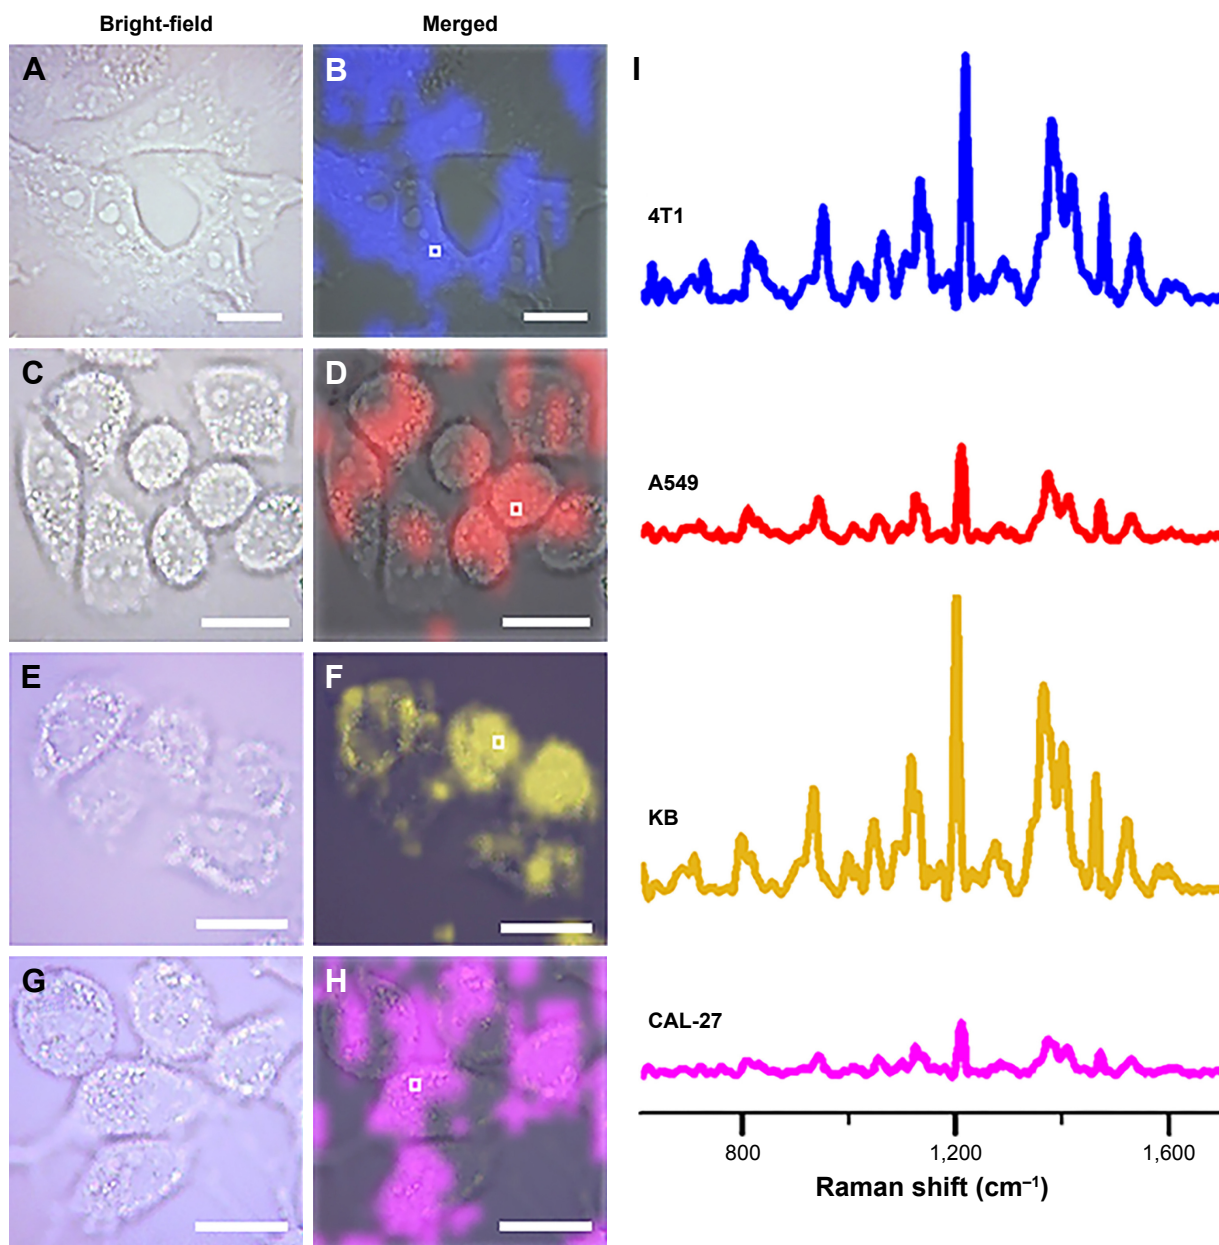 Bright-field
Merged
A
B
I
4T1
C
D
A549
E
F
KB
G
H
CAL-27
800
1,200
1,600
Raman shift (cm⁻¹)